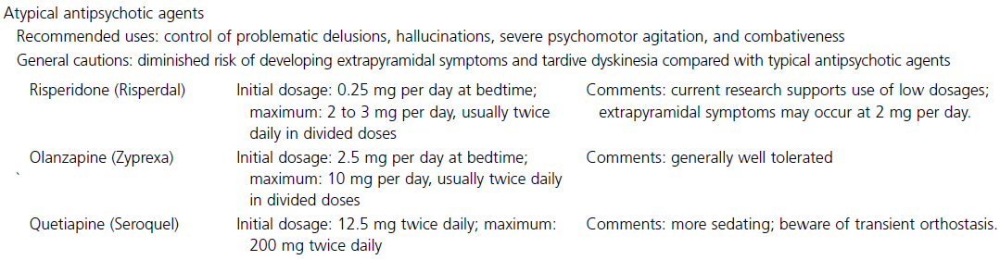 Atypical antipsychotic agents
Recommended uses: control of problematic delusions, hallucinations, severe psychomotor agitation, and combativeness
General cautions: diminished risk of developing extrapyramidal symptoms and tardive dyskinesia compared with typical antipsychotic agents
Risperidone (Risperdal)
Initial dosage: 0.25 mg per day at bedtime;
maximum: 2 to 3 mg per day, usually twice
daily in divided doses
Comments: current research supports use of low dosages;
extrapyramidal symptoms may occur at 2 mg per day.
Olanzapine (Zyprexa)
Initial dosage: 2.5 mg per day at bedtime;
maximum: 10 mg per day, usually twice daily
in divided doses
Comments: generally well tolerated
Quetiapine (Seroquel)
Initial dosage: 12.5 mg twice daily; maximum:
200 mg twice daily
Comments: more sedating; beware of transient orthostasis.